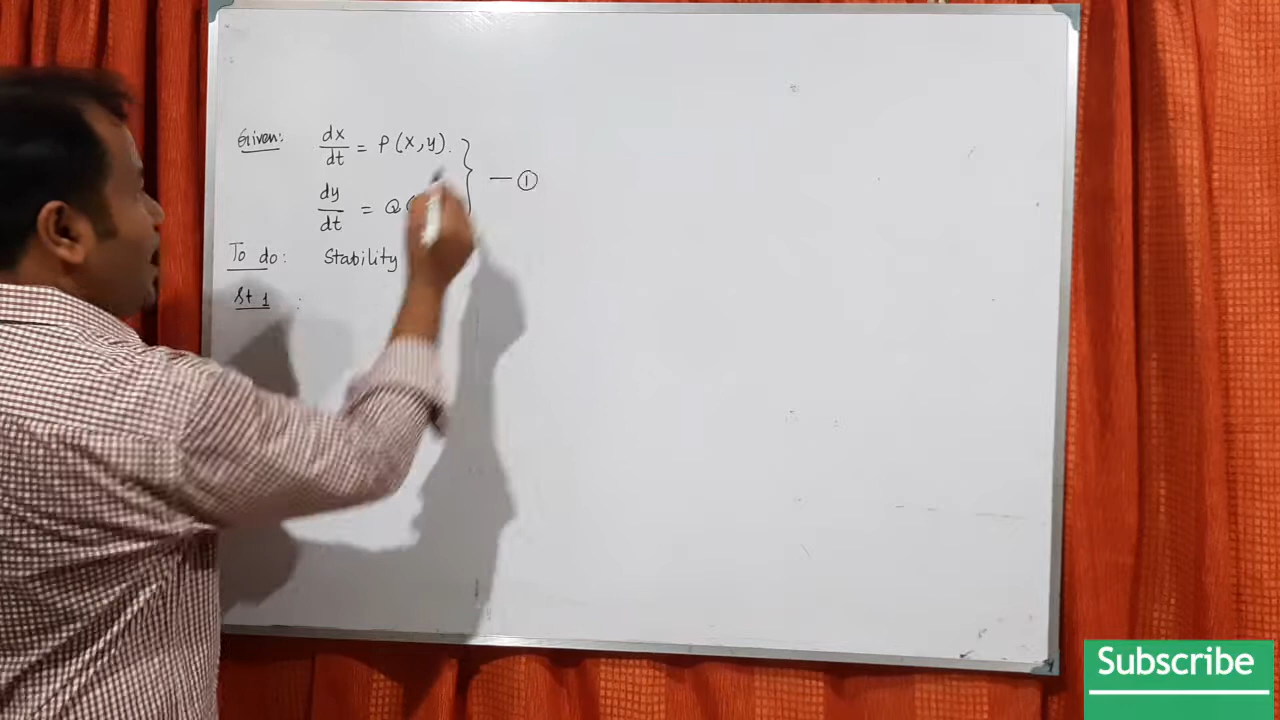 Given: dx/dt = P(x, y).
dy/dt = Q( } — ①
To do: Stability
St 1 :
Subscribe